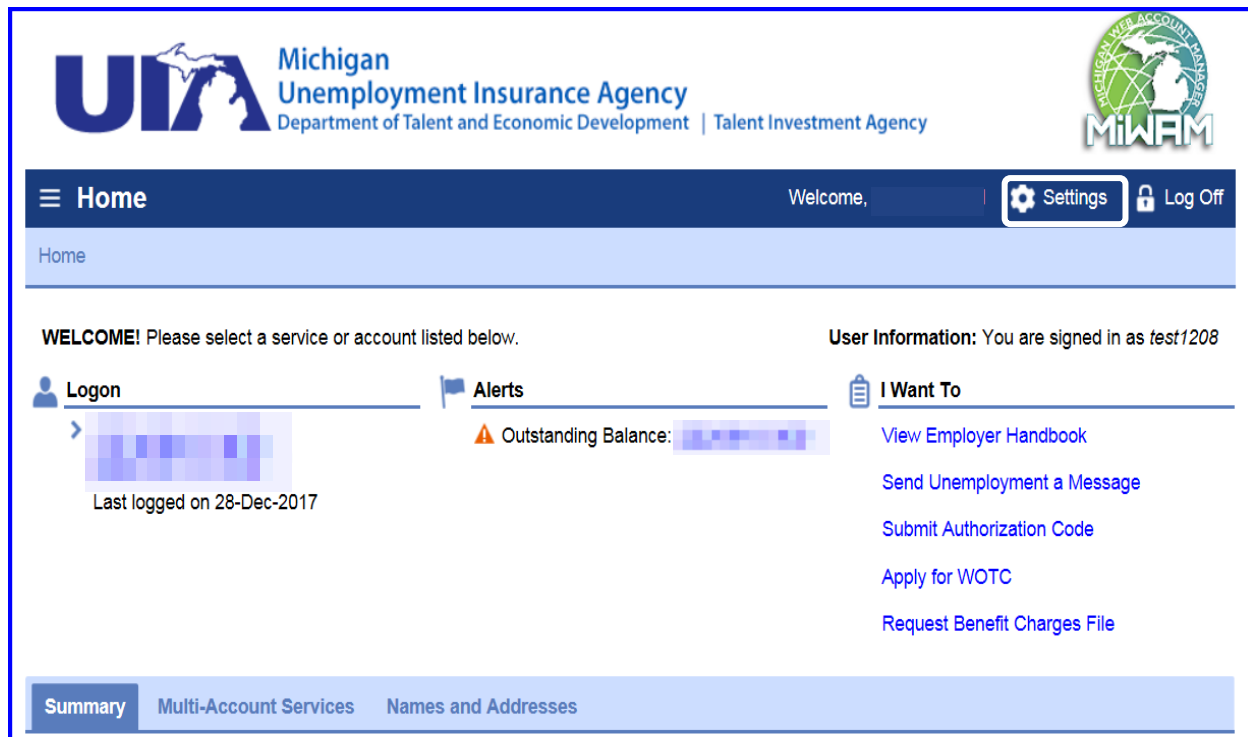 UIA
Michigan
Unemployment Insurance Agency
Department of Talent and Economic Development | Talent Investment Agency
MICHIGAN WEB ACCOUNT MANAGER
MiWAM
Home
Welcome,
Settings
Log Off
Home
WELCOME! Please select a service or account listed below.
User Information: You are signed in as test1208
Logon
Last logged on 28-Dec-2017
Alerts
Outstanding Balance:
I Want To
View Employer Handbook
Send Unemployment a Message
Submit Authorization Code
Apply for WOTC
Request Benefit Charges File
Summary Multi-Account Services Names and Addresses